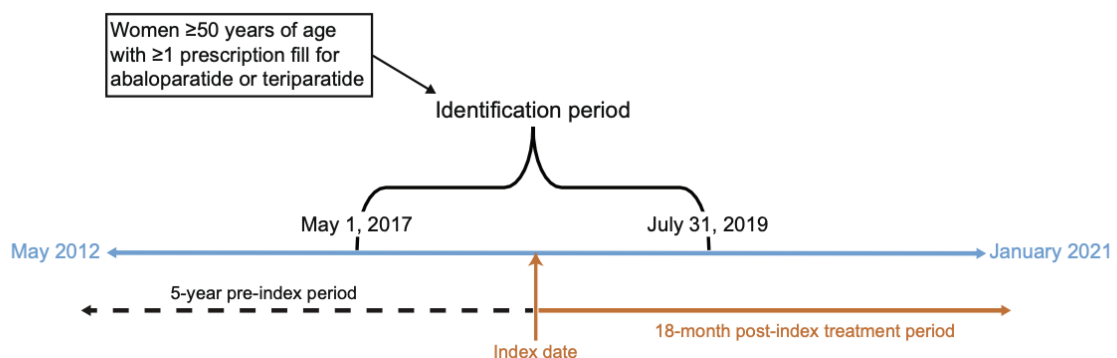 Women ≥50 years of age
with ≥1 prescription fill for
abaloparatide or teriparatide
Identification period
May 1, 2017
July 31, 2019
May 2012
January 2021
5-year pre-index period
18-month post-index treatment period
Index date